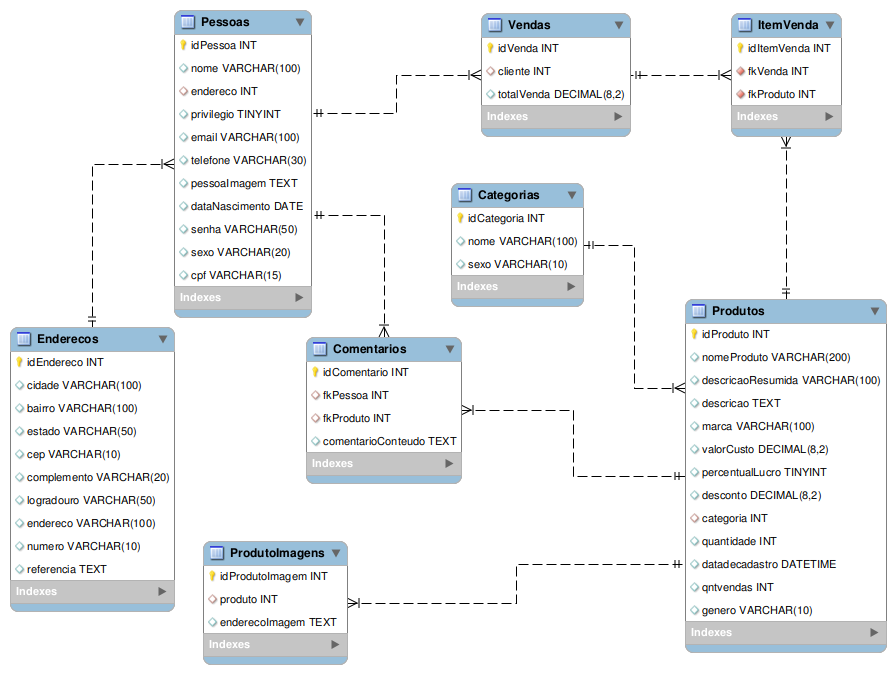 Pessoas
idPessoa INT
nome VARCHAR(100)
endereco INT
privilegio TINYINT
email VARCHAR(100)
telefone VARCHAR(30)
pessoaImagem TEXT
dataNascimento DATE
senha VARCHAR(50)
sexo VARCHAR(20)
cpf VARCHAR(15)
Indexes
Vendas
idVenda INT
cliente INT
totalVenda DECIMAL(8,2)
Indexes
ItemVenda
idItemVenda INT
fkVenda INT
fkProduto INT
Indexes
Categorias
idCategoria INT
nome VARCHAR(100)
sexo VARCHAR(10)
Indexes
Enderecos
idEndereco INT
cidade VARCHAR(100)
bairro VARCHAR(100)
estado VARCHAR(50)
cep VARCHAR(10)
complemento VARCHAR(20)
logradouro VARCHAR(50)
endereco VARCHAR(100)
numero VARCHAR(10)
referencia TEXT
Indexes
Comentarios
idComentario INT
fkPessoa INT
fkProduto INT
comentarioConteudo TEXT
Indexes
Produtos
idProduto INT
nomeProduto VARCHAR(200)
descricaoResumida VARCHAR(100)
descricao TEXT
marca VARCHAR(100)
valorCusto DECIMAL(8,2)
percentualLucro TINYINT
desconto DECIMAL(8,2)
categoria INT
quantidade INT
datadecadastro DATETIME
qntvendas INT
genero VARCHAR(10)
Indexes
ProdutoImagens
idProdutoImagem INT
produto INT
enderecoImagem TEXT
Indexes